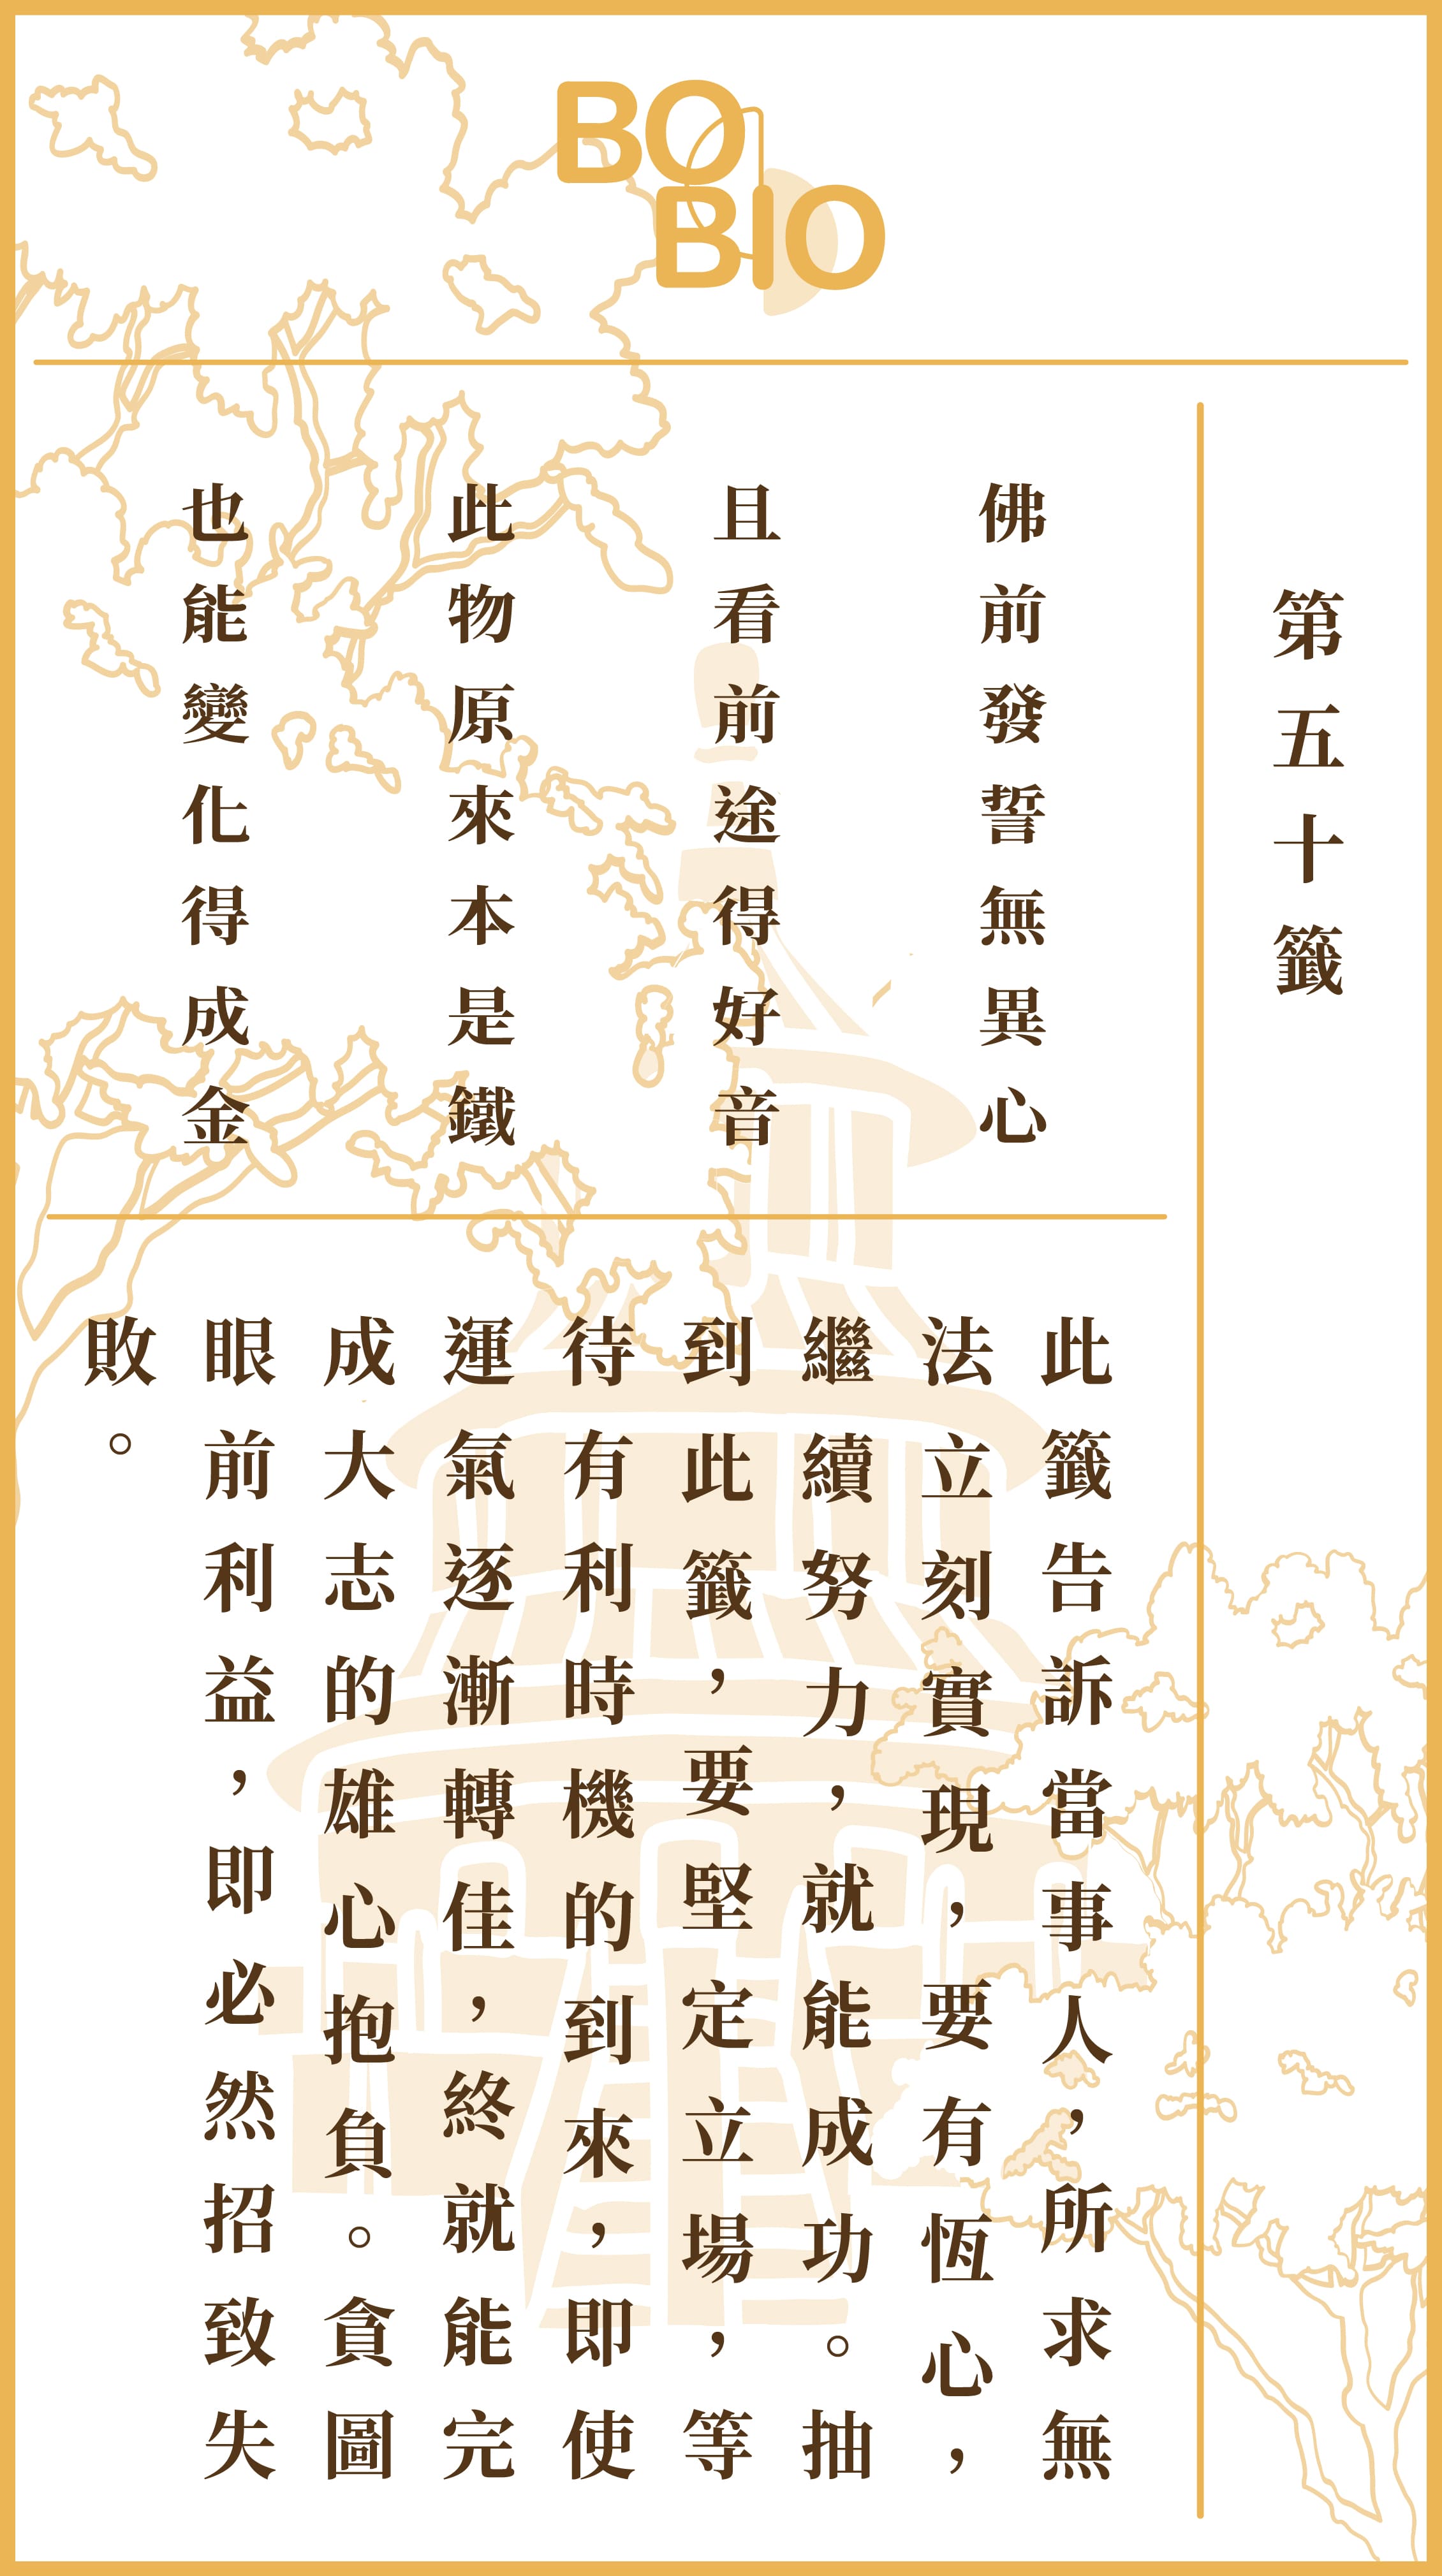 BO
BIO
第五十籤
佛前發誓無異心
且看前途得好音
此物原來本是鐵
也能變化得成金
此籤告訴當事人，所求無
法立刻實現，要有恆心，
繼續努力，就能成功。抽
到此籤，要堅定立場，等
待有利時機的到來，即使
運氣逐漸轉佳，終就能完
成大志的雄心抱負。貪圖
眼前利益，即必然招致失
敗。